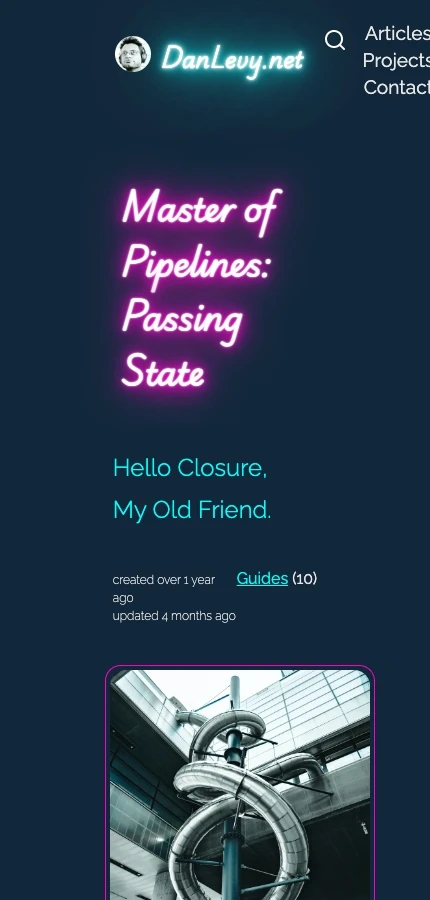 DanLevy.net
Articles
Projects
Contact
Master of
Pipelines:
Passing
State
Hello Closure,
My Old Friend.
created over 1 year
ago
updated 4 months ago
Guides (10)